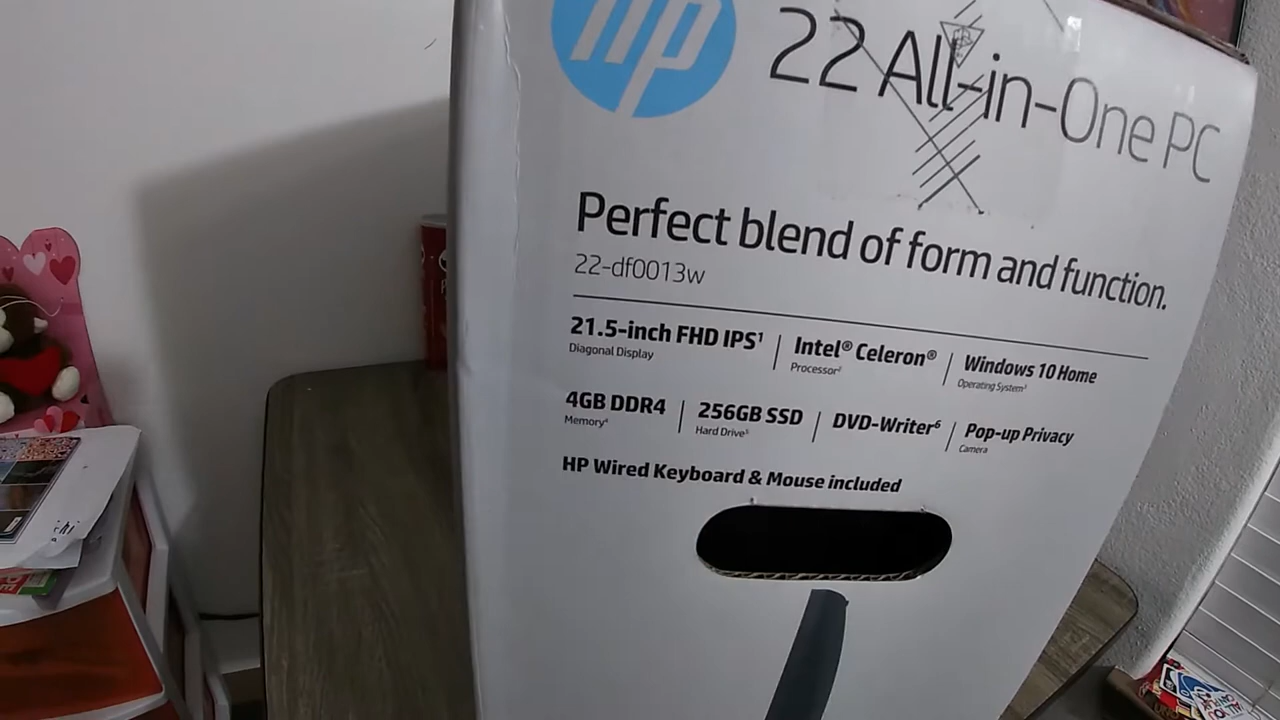 hp
22 All-in-One PC
Perfect blend of form and function.
22-df0013w
21.5-inch FHD IPS¹ | Intel® Celeron® | Windows 10 Home
Diagonal Display Processor² Operating System³
4GB DDR4 | 256GB SSD | DVD-Writer⁶ | Pop-up Privacy
Memory⁴ Hard Drive⁵ Camera
HP Wired Keyboard & Mouse included